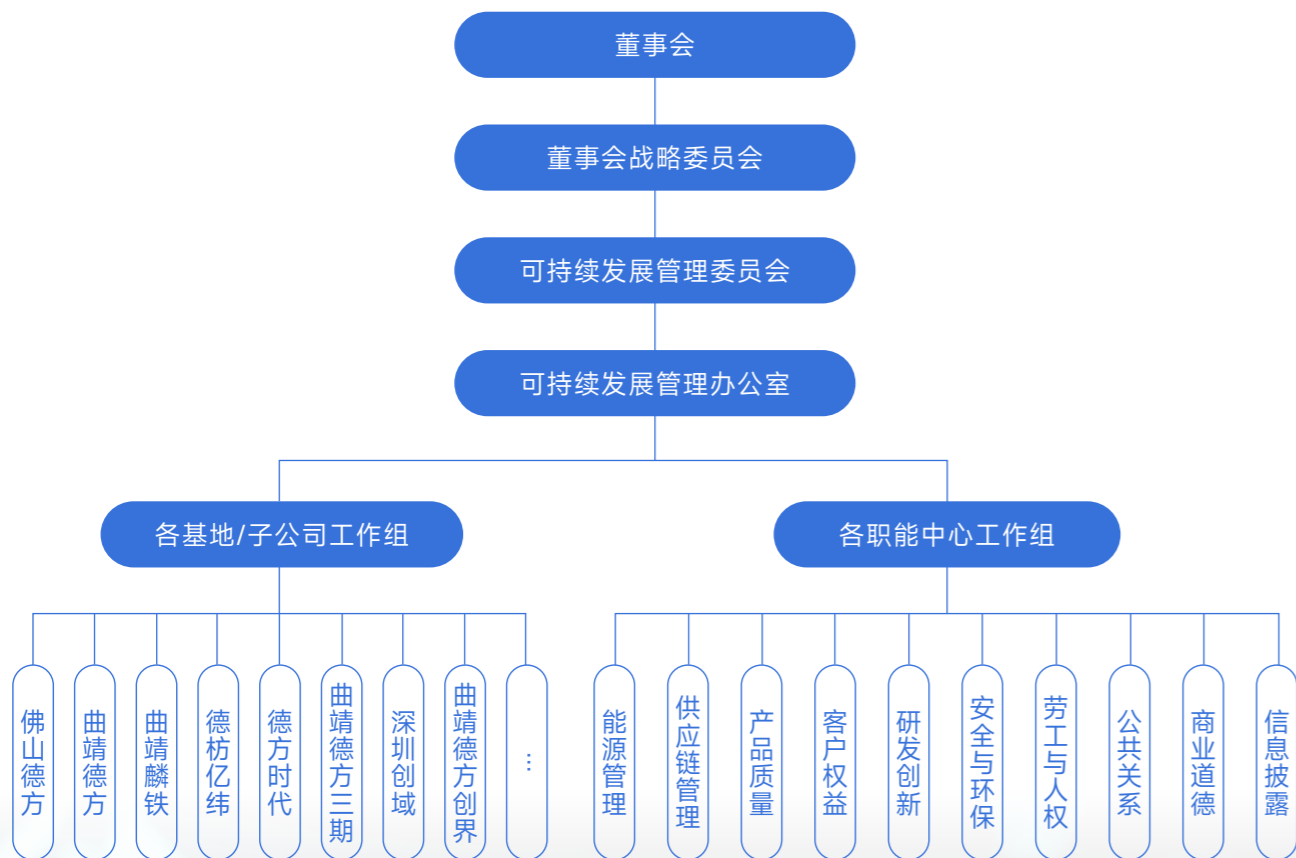 董事会
董事会战略委员会
可持续发展管理委员会
可持续发展管理办公室
各基地/子公司工作组
各职能中心工作组
佛山德方
曲靖德方
曲靖麟铁
德枋亿纬
德方时代
曲靖德方三期
深圳创域
曲靖德方创界
...
能源管理
供应链管理
产品质量
客户权益
研发创新
安全与环保
劳工与人权
公共关系
商业道德
信息披露